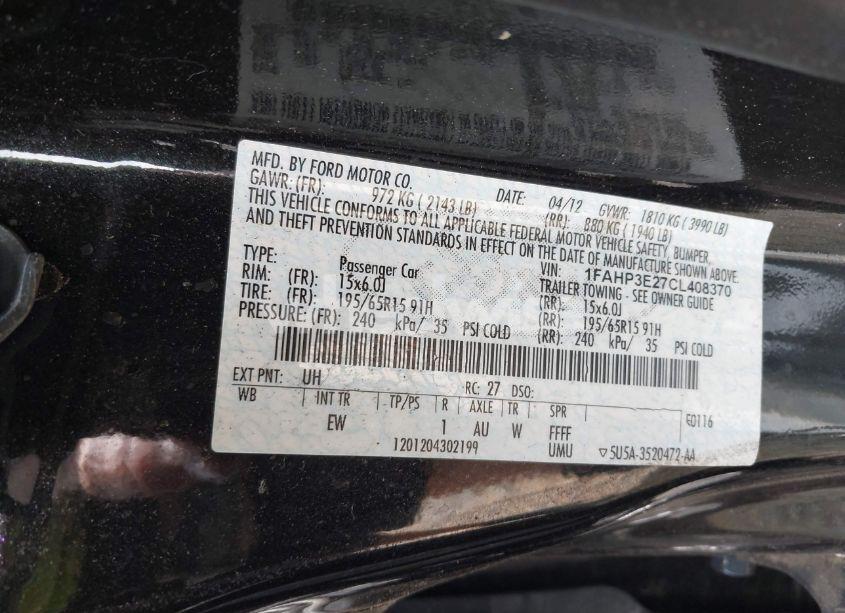 MFD. BY FORD MOTOR CO. DATE: 04/12 GVWR: 1810 KG ( 3990 LB)
GAWR: (FR): 972 KG ( 2143 LB) (RR): 880 KG ( 1940 LB)
THIS VEHICLE CONFORMS TO ALL APPLICABLE FEDERAL MOTOR VEHICLE SAFETY, BUMPER,
AND THEFT PREVENTION STANDARDS IN EFFECT ON THE DATE OF MANUFACTURE SHOWN ABOVE.
VIN: 1FAHP3E27CL408370
TYPE: Passenger Car TRAILER TOWING - SEE OWNER GUIDE
RIM: (FR): 15x6.0J (RR): 15x6.0J
TIRE: (FR): 195/65R15 91H (RR): 195/65R15 91H
PRESSURE: (FR): 240 kPa/ 35 PSI COLD (RR): 240 kPa/ 35 PSI COLD
EXT PNT: UH RC: 27 DSO:
WB INT TR TP/PS R AXLE TR SPR E0116
EW 1 AU W FFFF
1201204302199 UMU ▽5U5A-3520472-AA